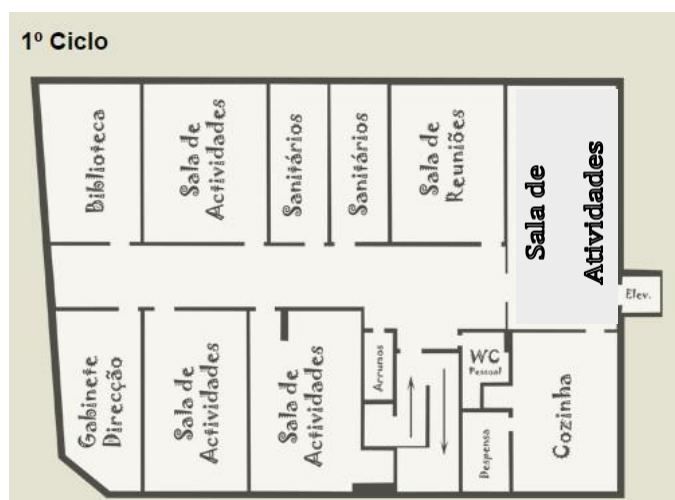 1º Ciclo
Biblioteca
Sala de
Actividades
Sanitários
Sanitários
Sala de
Reuniões
Sala de
Atividades
Elev.
Gabinete
Direcção
Sala de
Actividades
Sala de
Actividades
Arrumos
WC
Pessoal
Despensa
Cozinha